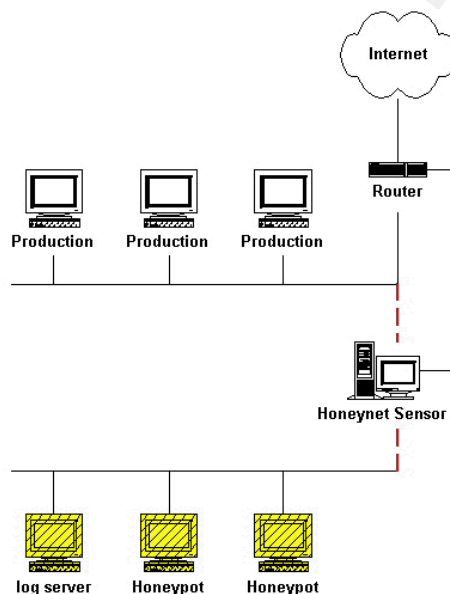 Internet
Router
Production Production Production
Honeynet Sensor
log server Honeypot Honeypot